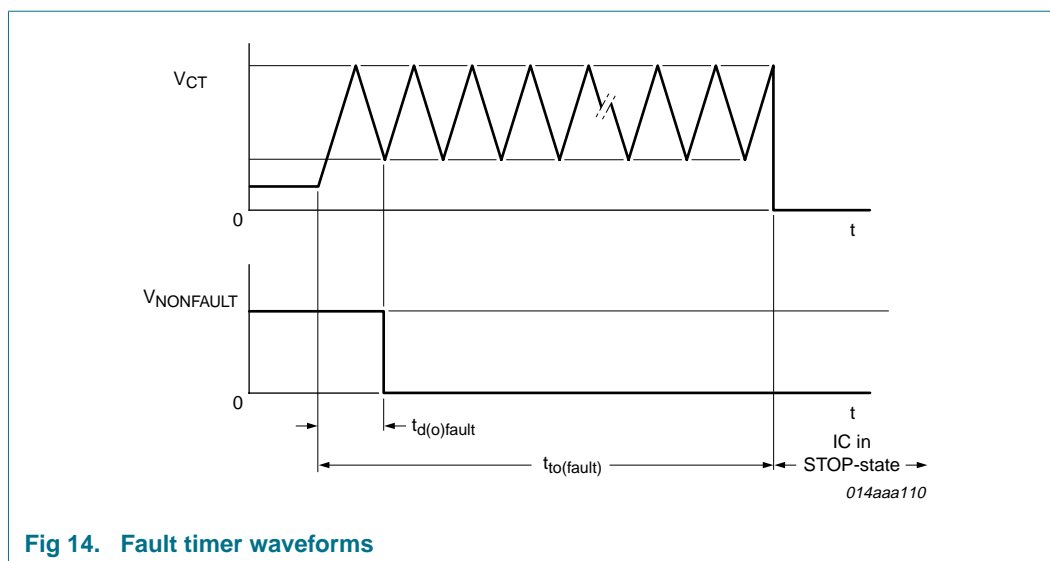 VCT
0
t
VNONFAULT
0
t
td(o)fault
tto(fault)
IC in
STOP-state
014aaa110
Fig 14. Fault timer waveforms